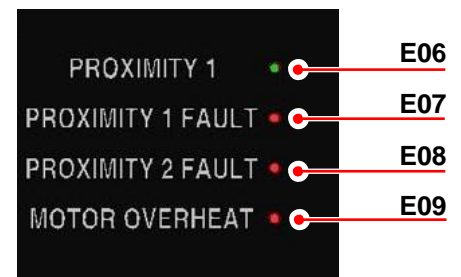 PROXIMITY 1 E06
PROXIMITY 1 FAULT E07
PROXIMITY 2 FAULT E08
MOTOR OVERHEAT E09